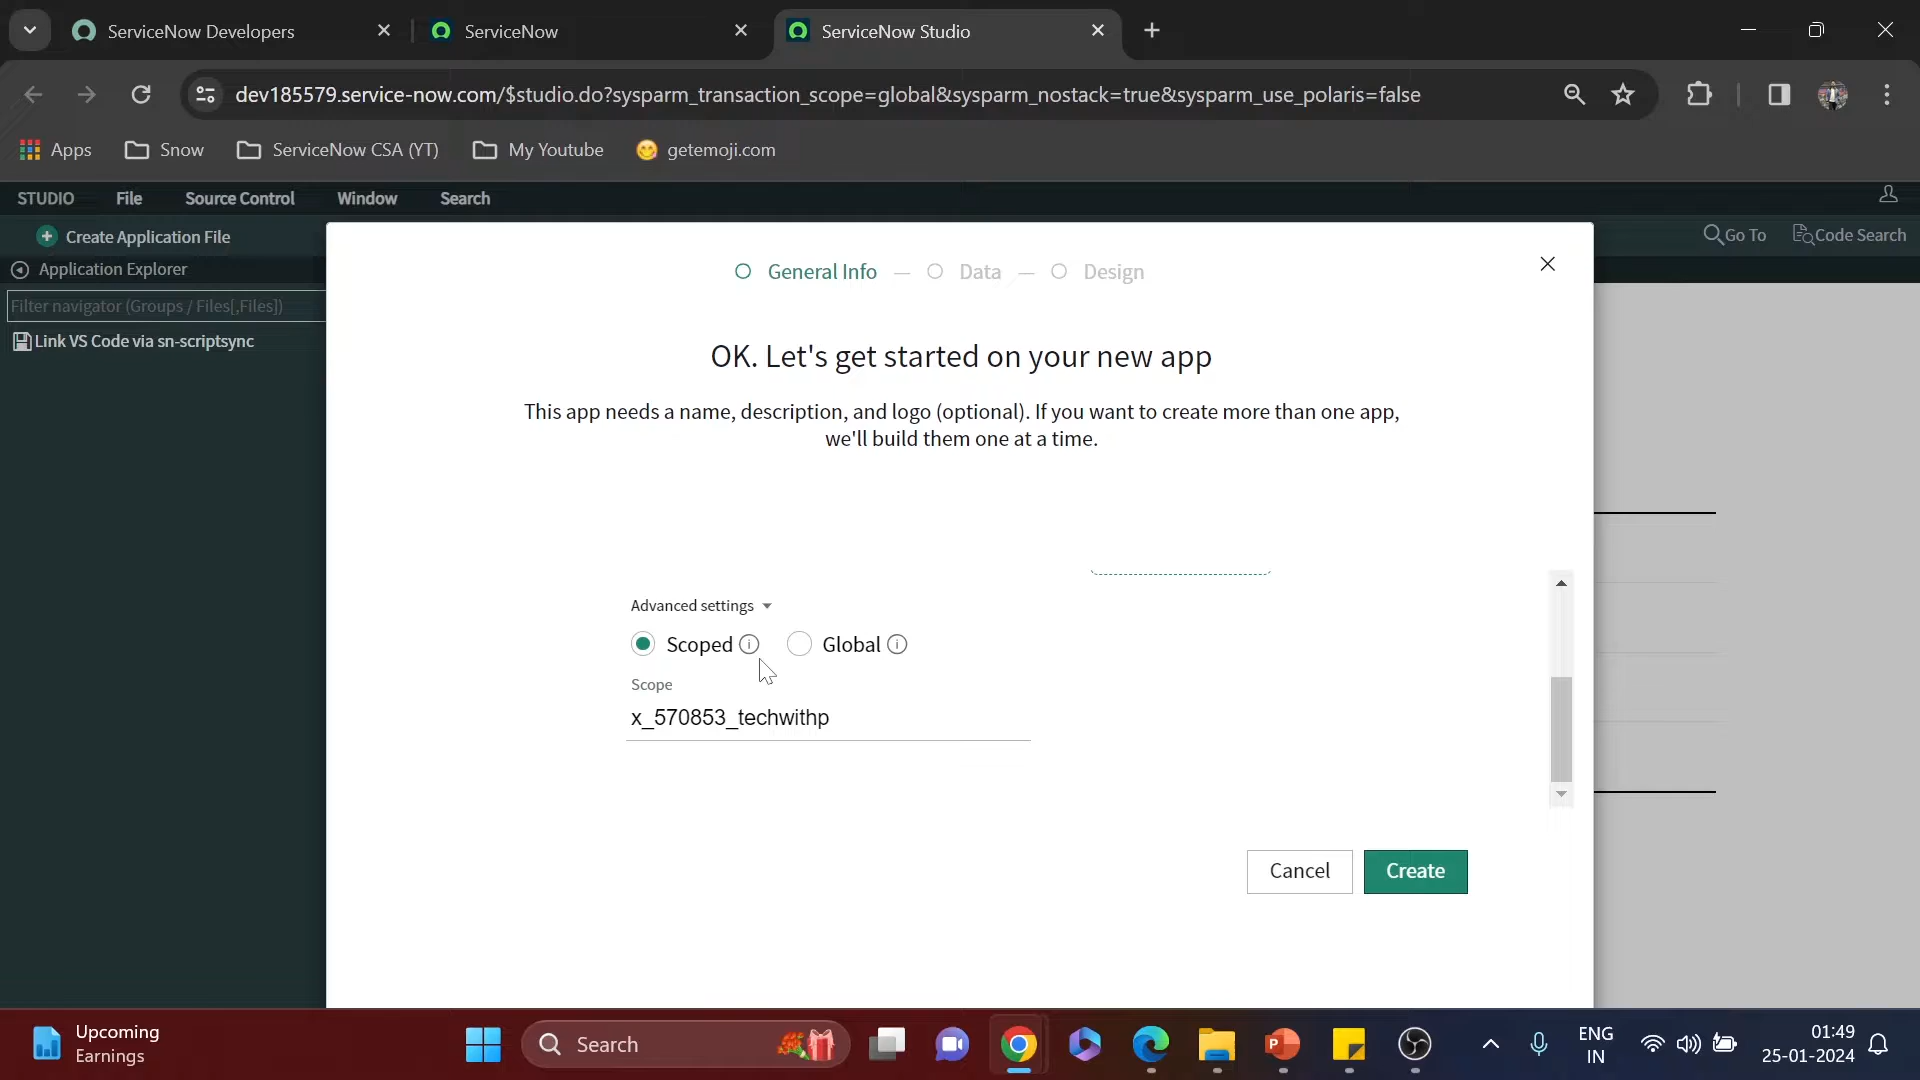 ServiceNow Developers
ServiceNow
ServiceNow Studio
dev185579.service-now.com/$studio.do?sysparm_transaction_scope=global&sysparm_nostack=true&sysparm_use_polaris=false
Apps
Snow
ServiceNow CSA (YT)
My Youtube
getemoji.com
STUDIO
File
Source Control
Window
Search
Create Application File
Go To
Code Search
Application Explorer
Filter navigator (Groups / Files[,Files])
Link VS Code via sn-scriptsync
General Info
Data
Design
OK. Let's get started on your new app
This app needs a name, description, and logo (optional). If you want to create more than one app,
we'll build them one at a time.
Advanced settings
Scoped
Global
Scope
x_570853_techwithp
Cancel
Create
Upcoming
Earnings
Search
ENG
IN
01:49
25-01-2024